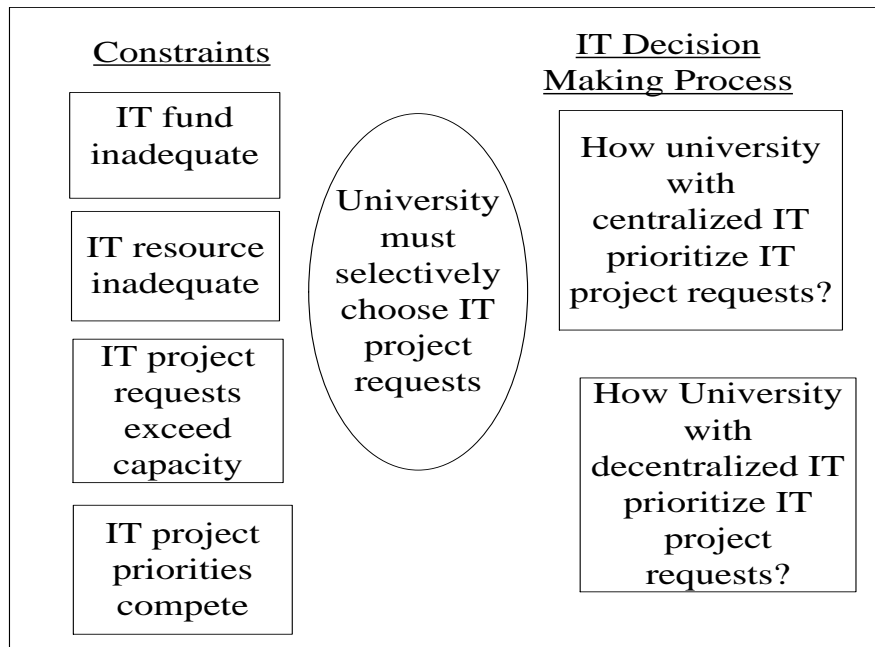 Constraints
IT fund
inadequate
IT resource
inadequate
IT project
requests
exceed
capacity
IT project
priorities
compete
University
must
selectively
choose IT
project
requests
IT Decision
Making Process
How university
with
centralized IT
prioritize IT
project requests?
How University
with
decentralized IT
prioritize IT
project
requests?